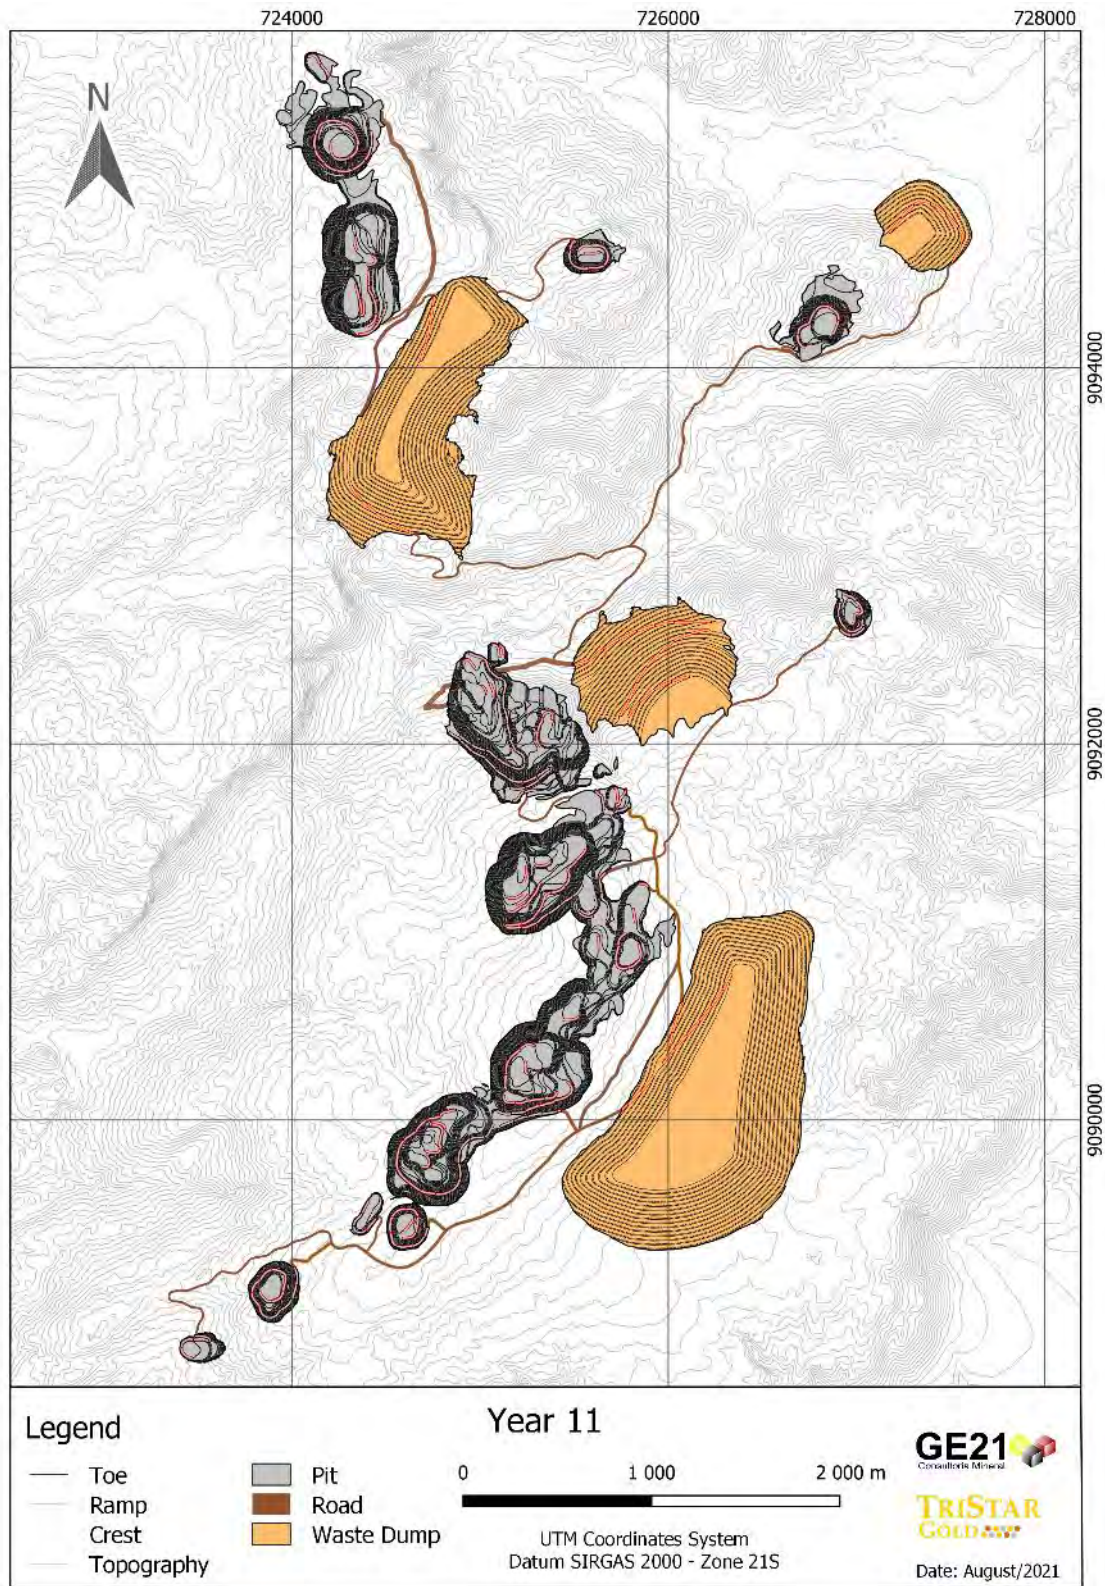 724000 726000 728000
N
9094000
9092000
9090000
Year 11
Legend
Toe
Ramp
Crest
Topography
Pit
Road
Waste Dump
0 1 000 2 000 m
UTM Coordinates System
Datum SIRGAS 2000 - Zone 21S
GE21
Consultoria Mineral
TRISTAR
GOLD
Date: August/2021